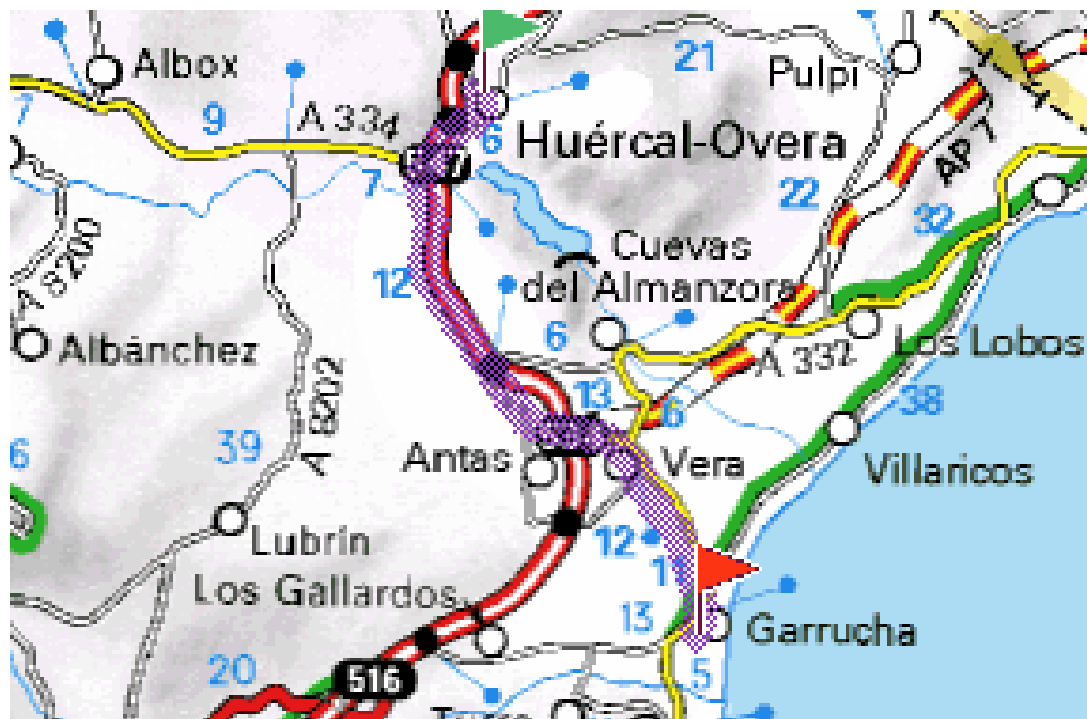 21
Albox
Pulpí
7
9
A 334
6
Huércal-Overa
AP 7
7
22
32
A 8200
Cuevas
del Almanzora
12
6
Los Lobos
Albánchez
A 332
13
6
38
A 8202
6
39
Antas
Vera
Villaricos
Lubrín
12
11
Los Gallardos
13
Garrucha
20
516
5